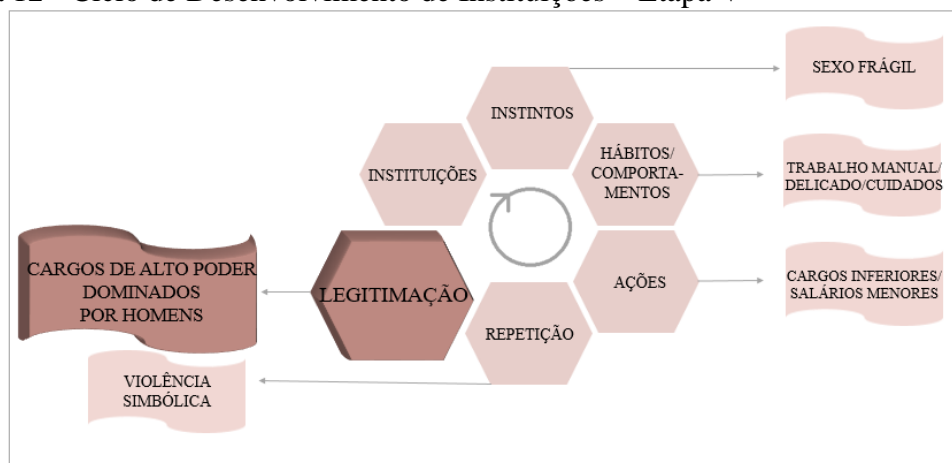 12 - Ciclo de Desenvolvimento de Instituições - Etapa V
INSTINTOS
SEXO FRÁGIL
INSTITUIÇÕES
HÁBITOS/
COMPORTA-
MENTOS
TRABALHO MANUAL/
DELICADO/CUIDADOS
CARGOS DE ALTO PODER
DOMINADOS
POR HOMENS
LEGITIMAÇÃO
AÇÕES
CARGOS INFERIORES/
SALÁRIOS MENORES
REPETIÇÃO
VIOLÊNCIA
SIMBÓLICA